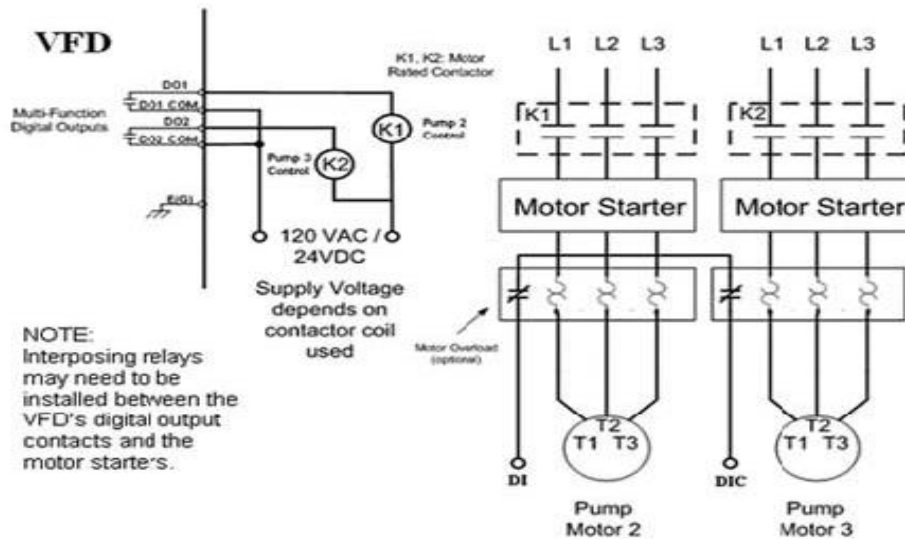 VFD
Multi-Function
Digital Outputs
DO1
DO1 COM
DO2
DO2 COM
E(G)
K1, K2: Motor
Rated Contactor
K1
Pump 2
Control
K2
Pump 3
Control
120 VAC /
24VDC
Supply Voltage
depends on
contactor coil
used
NOTE:
Interposing relays
may need to be
installed between the
VFD's digital output
contacts and the
motor starters.
L1 L2 L3
K1
Motor Starter
Motor Overload
(optional)
T1 T2 T3
DI
Pump
Motor 2
L1 L2 L3
K2
Motor Starter
T1 T2 T3
DIC
Pump
Motor 3